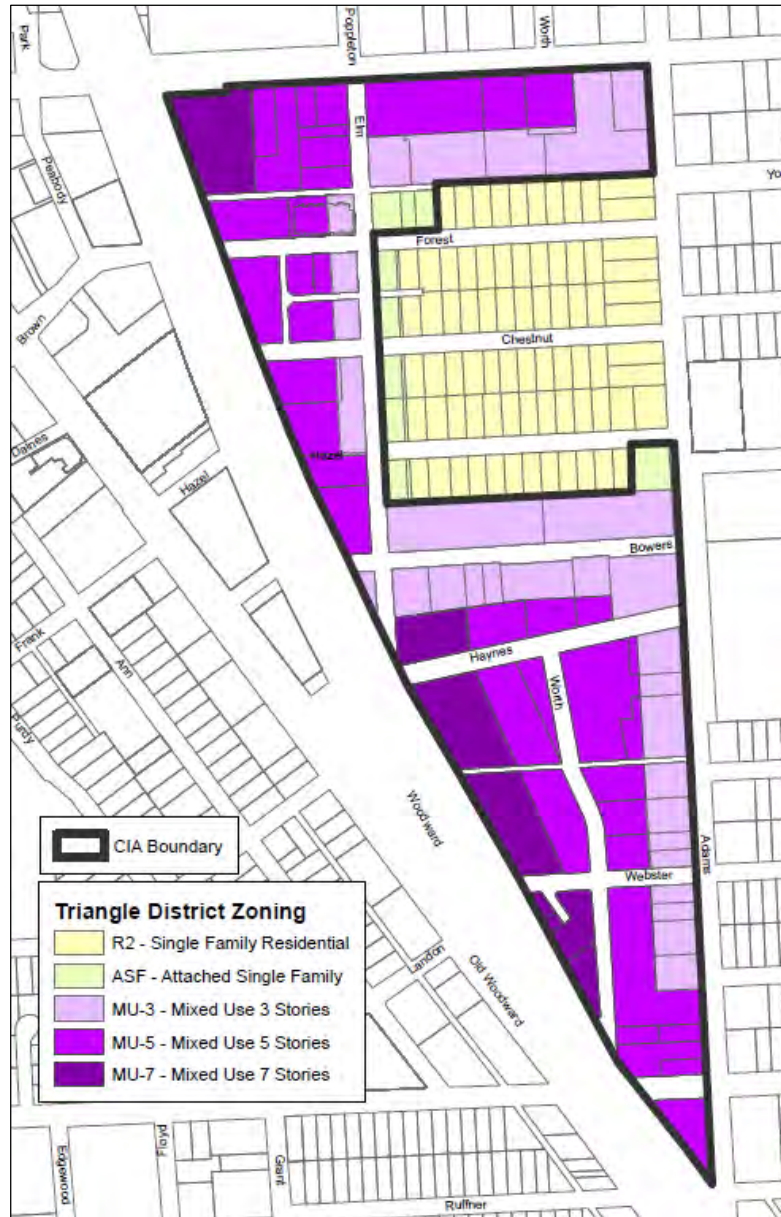 Park
Poppleton
Worth
Elm
Peabody
Yo
Forest
Brown
Chestnut
Daines
Hazel
Hazel
Bowers
Frank
Ann
Haynes
Worth
Purdy
Woodward
CIA Boundary
Adams
Webster
Triangle District Zoning
R2 - Single Family Residential
ASF - Attached Single Family
MU-3 - Mixed Use 3 Stories
MU-5 - Mixed Use 5 Stories
MU-7 - Mixed Use 7 Stories
andon
Old Woodward
Edgewood
Floyd
Grant
Ruffner